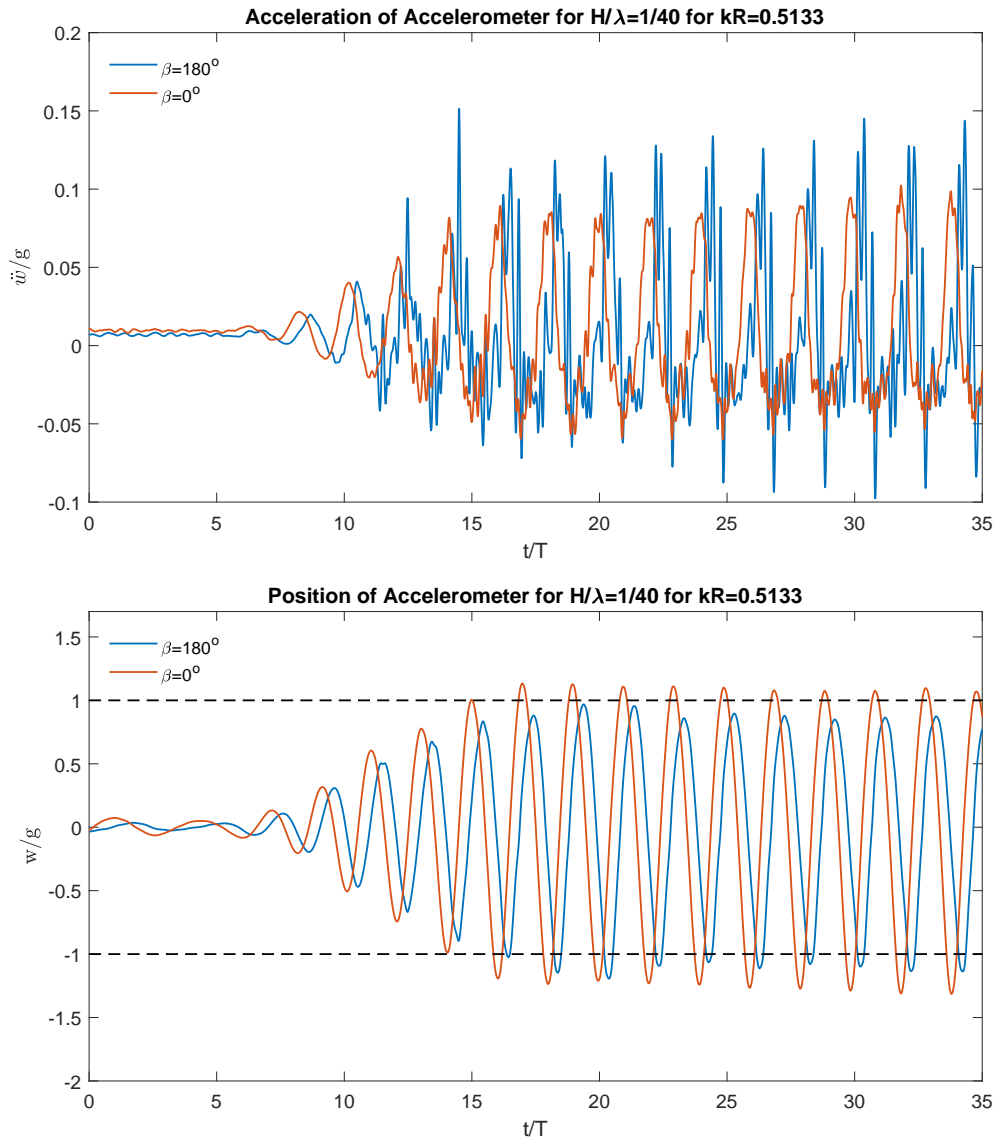 Acceleration of Accelerometer for H/λ=1/40 for kR=0.5133
0.2
β=180°
β=0°
0.15
0.1
ẅ/g
0.05
0
-0.05
-0.1
0 5 10 15 20 25 30 35
t/T
Position of Accelerometer for H/λ=1/40 for kR=0.5133
1.5
β=180°
β=0°
1
0.5
w/g
0
-0.5
-1
-1.5
-2
0 5 10 15 20 25 30 35
t/T